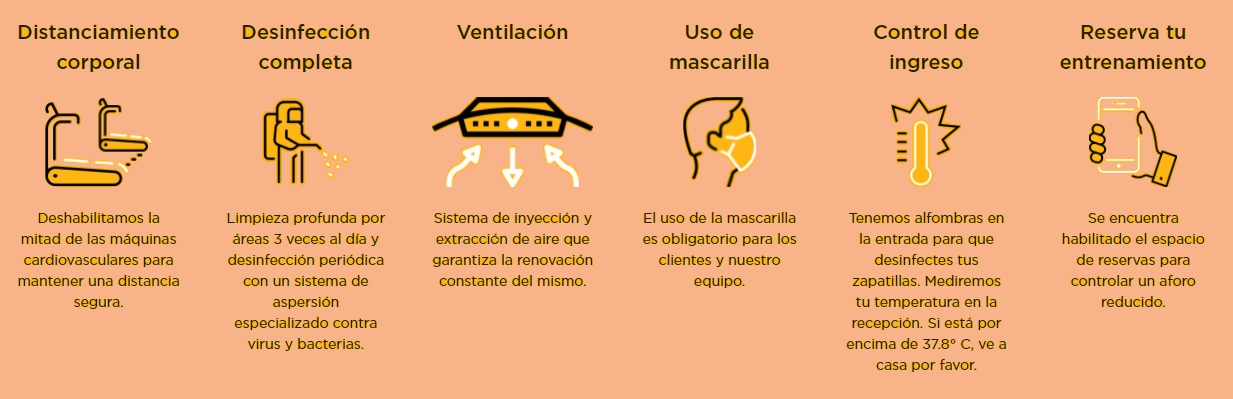 Distanciamiento
corporal
Deshabilitamos la
mitad de las máquinas
cardiovasculares para
mantener una distancia
segura.
Desinfección
completa
Limpieza profunda por
áreas 3 veces al día y
desinfección periódica
con un sistema de
aspersión
especializado contra
virus y bacterias.
Ventilación
Sistema de inyección y
extracción de aire que
garantiza la renovación
constante del mismo.
Uso de
mascarilla
El uso de la mascarilla
es obligatorio para los
clientes y nuestro
equipo.
Control de
ingreso
Tenemos alfombras en
la entrada para que
desinfectes tus
zapatillas. Mediremos
tu temperatura en la
recepción. Si está por
encima de 37.8° C, ve a
casa por favor.
Reserva tu
entrenamiento
Se encuentra
habilitado el espacio
de reservas para
controlar un aforo
reducido.